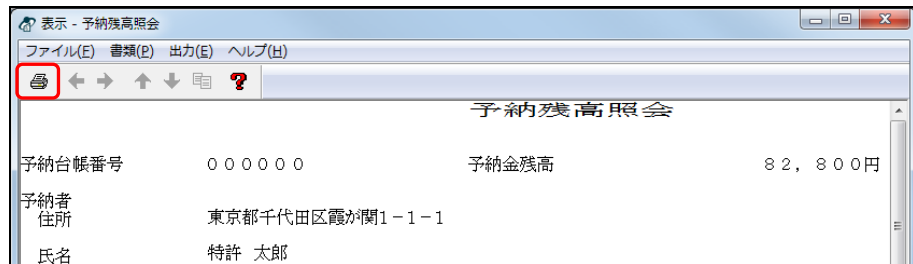 表示 - 予納残高照会
ファイル(F) 書類(P) 出力(E) ヘルプ(H)
予納残高照会
予納台帳番号 ００００００ 予納金残高 ８２，８００円
予納者
住所 東京都千代田区霞が関１－１－１
氏名 特許 太郎